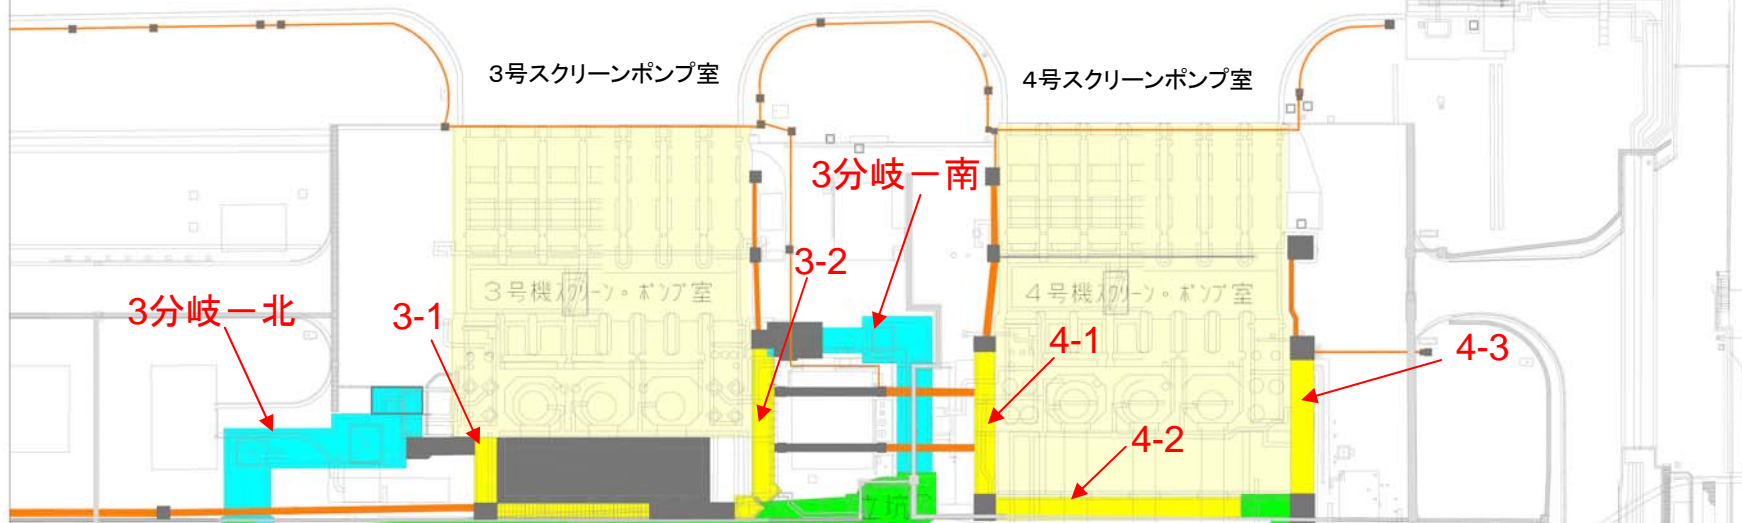 3号スクリーンポンプ室
4号スクリーンポンプ室
3分岐－南
3-2
3号機スクリーン・ポンプ室
4号機スクリーン・ポンプ室
3分岐－北
3-1
4-1
4-3
4-2
立坑